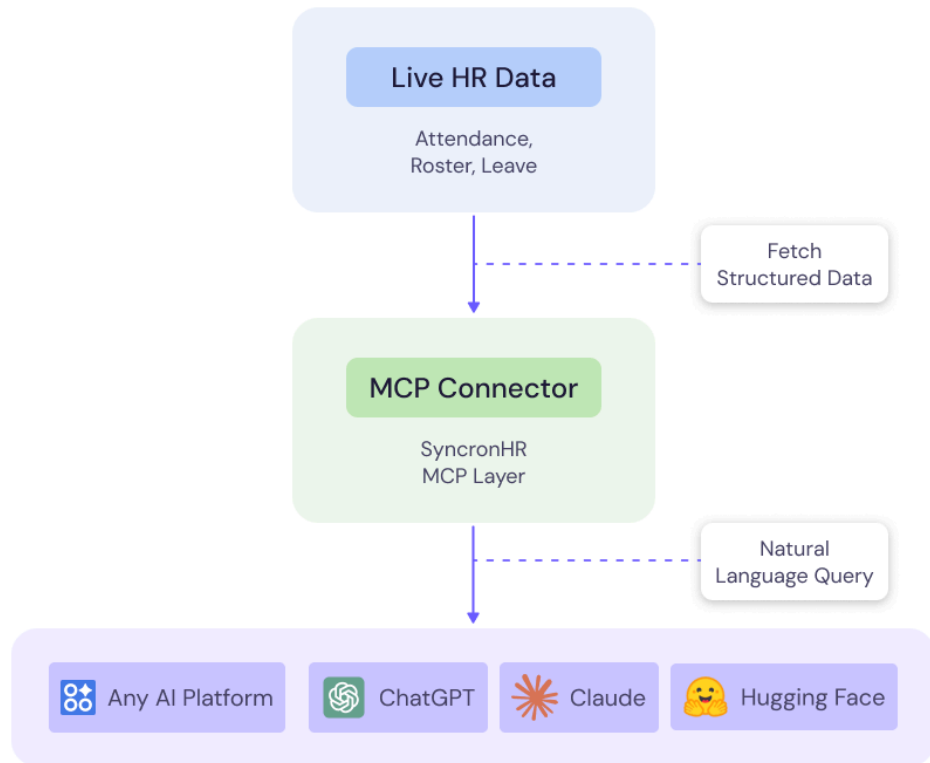 Live HR Data
Attendance,
Roster, Leave
Fetch
Structured Data
MCP Connector
SyncronHR
MCP Layer
Natural
Language Query
Any AI Platform
ChatGPT
Claude
Hugging Face